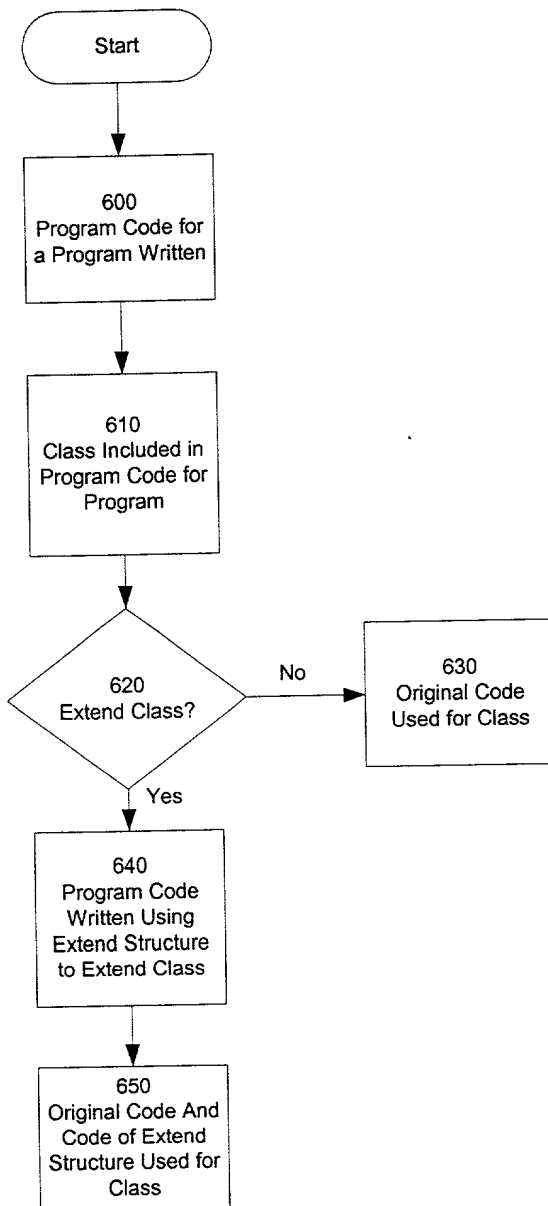 Start
600
Program Code for
a Program Written
610
Class Included in
Program Code for
Program
620
Extend Class?
No
630
Original Code
Used for Class
Yes
640
Program Code
Written Using
Extend Structure
to Extend Class
650
Original Code And
Code of Extend
Structure Used for
Class